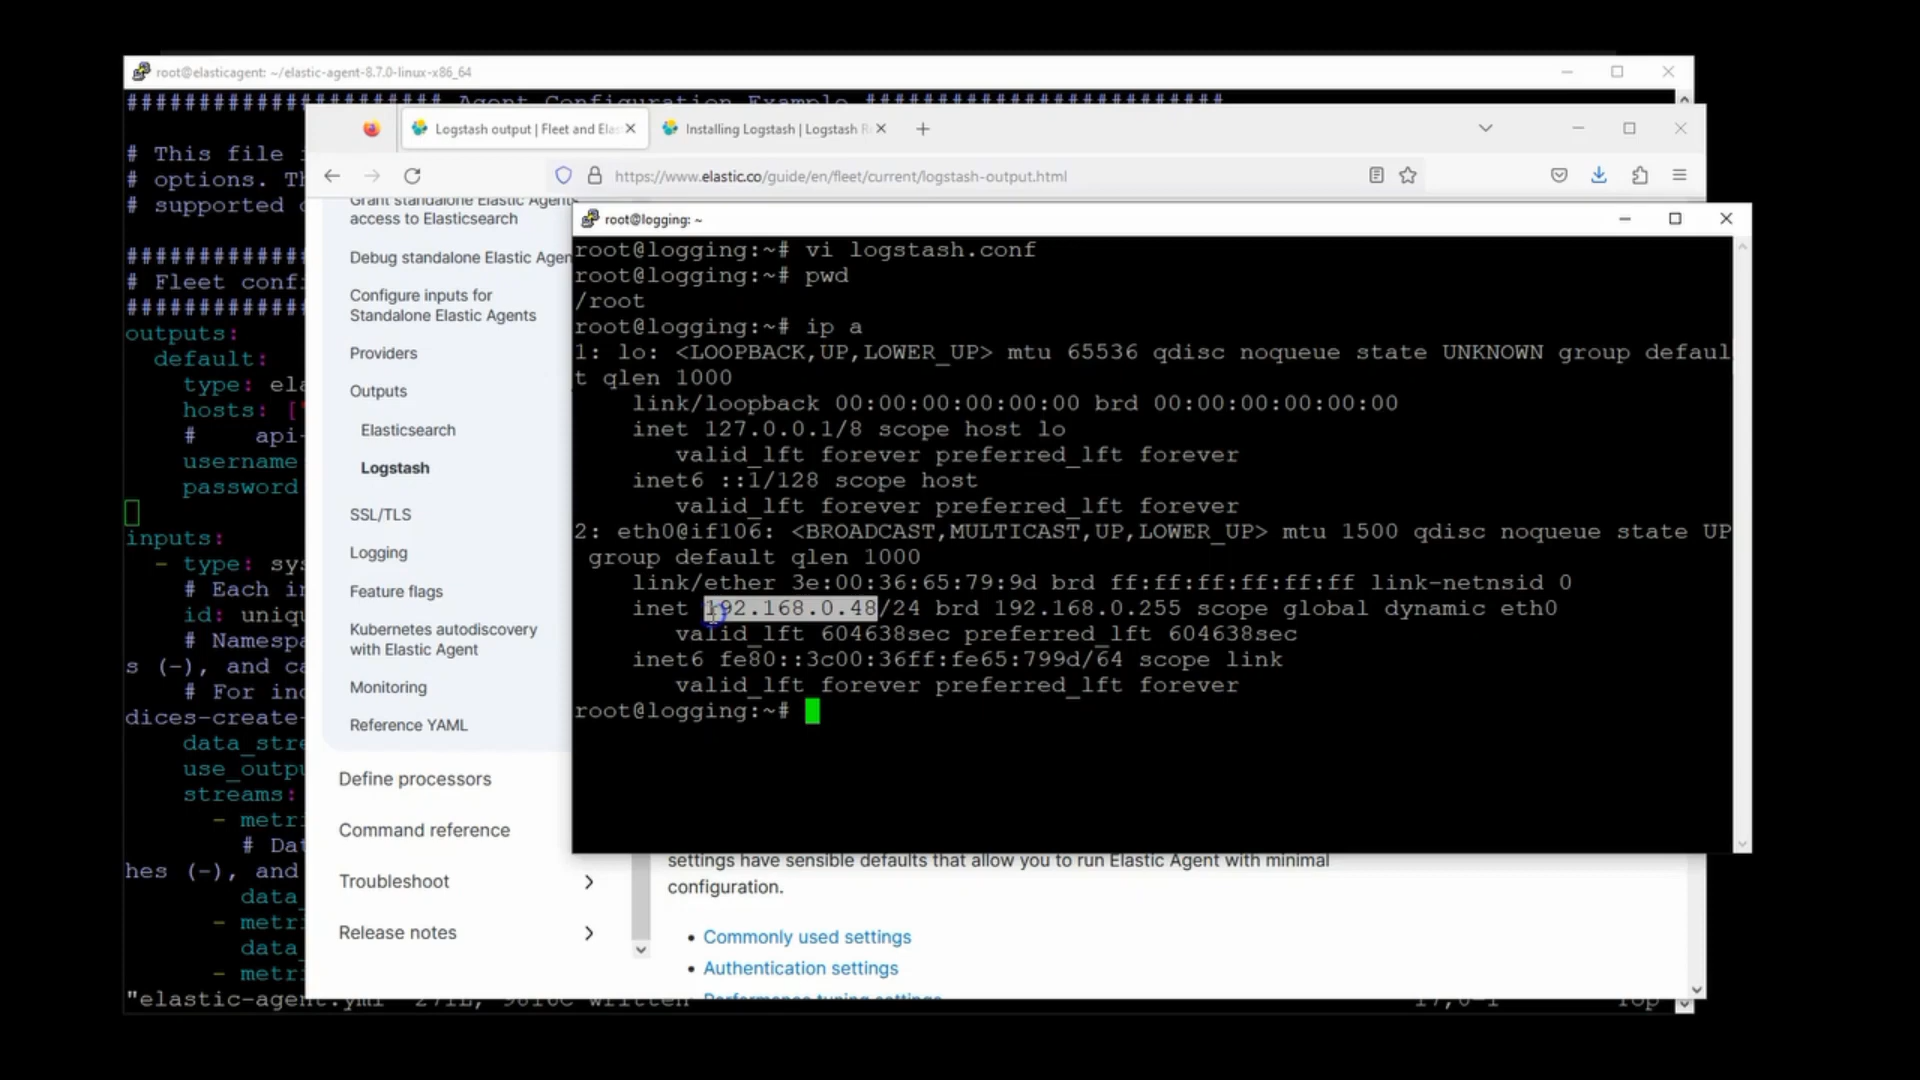 root@elasticagent: ~/elastic-agent-8.7.0-linux-x86_64
##################### Agent Configuration Example #########################
# This file
# options.
# supported
############
# Fleet conf
############
outputs:
default:
type: ela
hosts: [
# api-
username
password
inputs:
- type: sys
# Each in
id: uniqu
# Namespa
s (-), and ca
# For ind
dices-create-
data_stre
use_outpu
streams:
- metri
# Dat
hes (-), and
data_
- metri
data_
- metri
"elastic-agent.yml" 271L, written
Top
Logstash output | Fleet and Elas
Installing Logstash | Logstash R
https://www.elastic.co/guide/en/fleet/current/logstash-output.html
Grant standalone Elastic Agents
access to Elasticsearch
Debug standalone Elastic Agen
Configure inputs for
Standalone Elastic Agents
Providers
Outputs
Elasticsearch
Logstash
SSL/TLS
Logging
Feature flags
Kubernetes autodiscovery
with Elastic Agent
Monitoring
Reference YAML
Define processors
Command reference
Troubleshoot
Release notes
root@logging: ~
root@logging:~# vi logstash.conf
root@logging:~# pwd
/root
root@logging:~# ip a
1: lo: <LOOPBACK,UP,LOWER_UP> mtu 65536 qdisc noqueue state UNKNOWN group defaul
t qlen 1000
link/loopback 00:00:00:00:00:00 brd 00:00:00:00:00:00
inet 127.0.0.1/8 scope host lo
valid_lft forever preferred_lft forever
inet6 ::1/128 scope host
valid_lft forever preferred_lft forever
2: eth0@if106: <BROADCAST,MULTICAST,UP,LOWER_UP> mtu 1500 qdisc noqueue state UP
group default qlen 1000
link/ether 3e:00:36:65:79:9d brd ff:ff:ff:ff:ff:ff link-netnsid 0
inet 192.168.0.48/24 brd 192.168.0.255 scope global dynamic eth0
valid_lft 604638sec preferred_lft 604638sec
inet6 fe80::3c00:36ff:fe65:799d/64 scope link
valid_lft forever preferred_lft forever
root@logging:~#
settings have sensible defaults that allow you to run Elastic Agent with minimal
configuration.
• Commonly used settings
• Authentication settings
Performance tuning settings